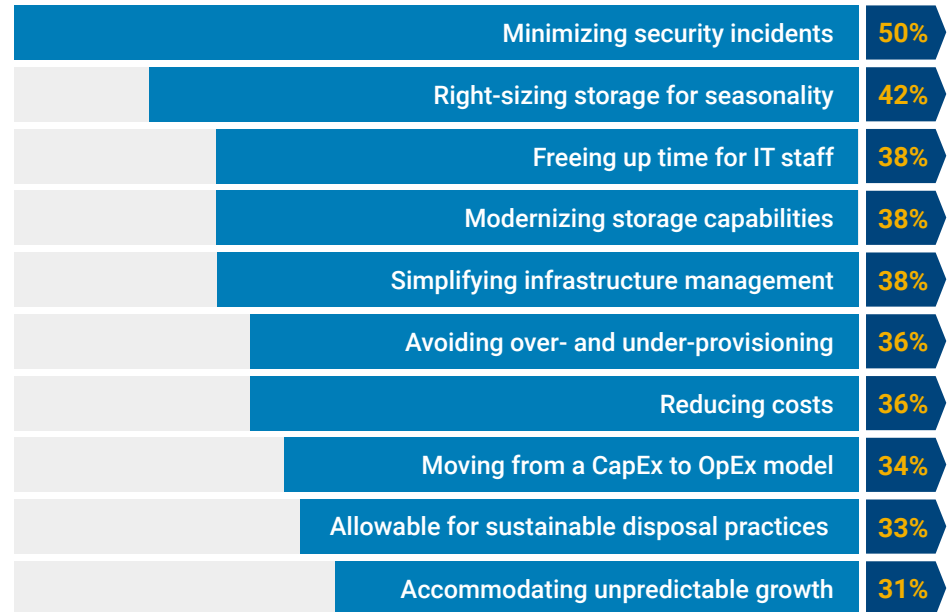 Minimizing security incidents 50%
Right-sizing storage for seasonality 42%
Freeing up time for IT staff 38%
Modernizing storage capabilities 38%
Simplifying infrastructure management 38%
Avoiding over- and under-provisioning 36%
Reducing costs 36%
Moving from a CapEx to OpEx model 34%
Allowable for sustainable disposal practices 33%
Accommodating unpredictable growth 31%